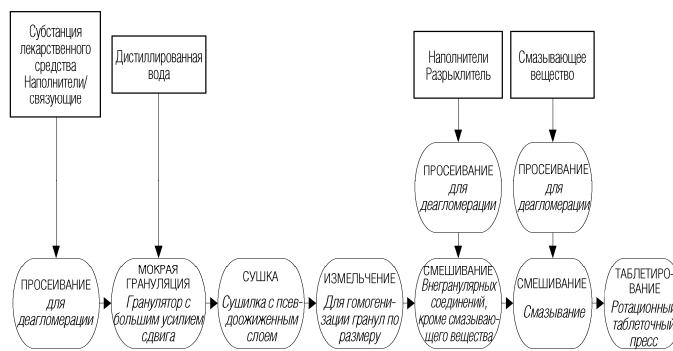 Субстанция
лекарственного
средства
Наполнители/
связующие
Дистиллированная
вода
Наполнители
Разрыхлитель
Смазывающее
вещество
ПРОСЕИВАНИЕ
для
деагломерации
ПРОСЕИВАНИЕ
для
деагломерации
ПРОСЕИВАНИЕ
для
деагломерации
МОКРАЯ
ГРАНУЛЯЦИЯ
Гранулятор с
большим усилием
сдвига
СУШКА
Сушилка с псев-
доожиженным
слоем
ИЗМЕЛЬЧЕНИЕ
Для гомогени-
зации гранул по
размеру
СМЕШИВАНИЕ
Внегранулярных
соединений,
кроме смазываю-
щего вещества
СМЕШИВАНИЕ
Смазывание
ТАБЛЕТИРО-
ВАНИЕ
Ротационный
таблеточный
пресс